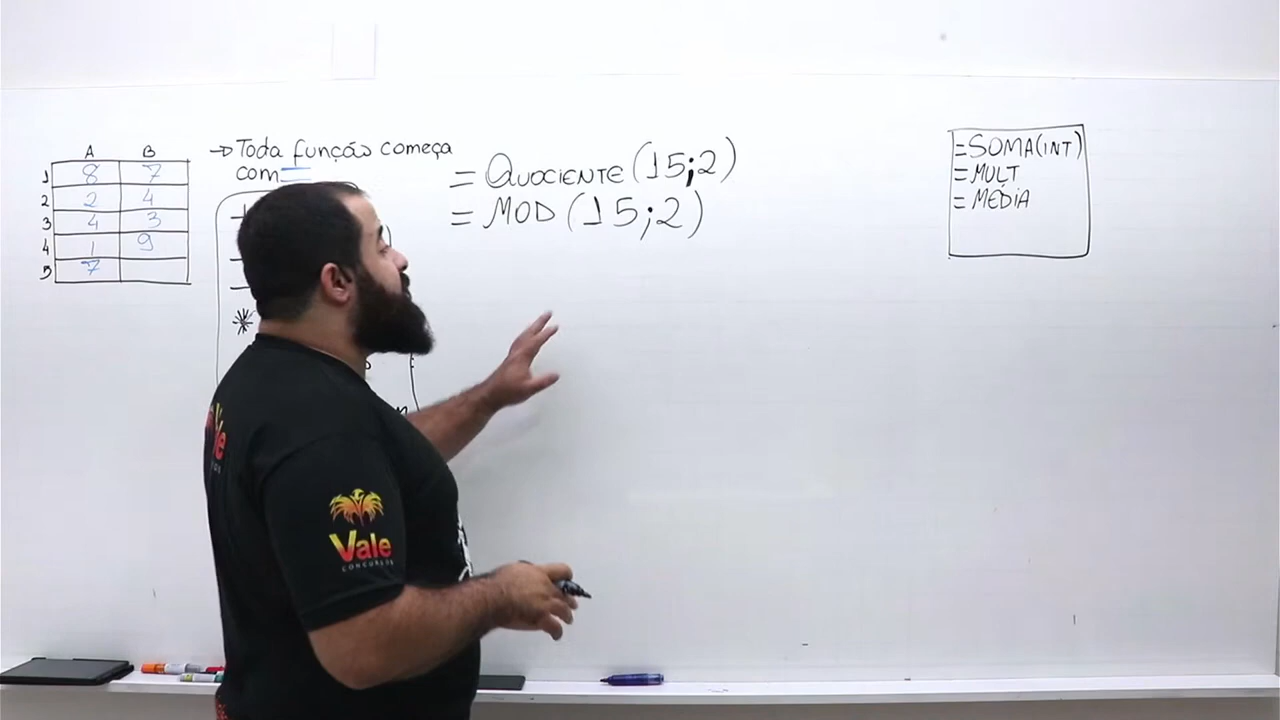 A B
1 8 7
2 2 4
3 4 3
4 1 9
5 7
→ Toda função começa
com =
+
-
*
= QUOCIENTE (15;2)
= MOD (15;2)
=SOMA(INT)
=MULT
=MÉDIA
Vale
CONCURSOS